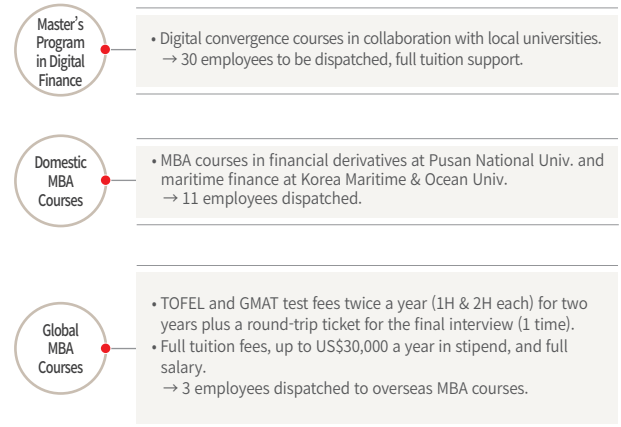 Master's
Program
in Digital
Finance
• Digital convergence courses in collaboration with local universities.
→ 30 employees to be dispatched, full tuition support.
Domestic
MBA
Courses
• MBA courses in financial derivatives at Pusan National Univ. and
maritime finance at Korea Maritime & Ocean Univ.
→ 11 employees dispatched.
Global
MBA
Courses
• TOFEL and GMAT test fees twice a year (1H & 2H each) for two
years plus a round-trip ticket for the final interview (1 time).
• Full tuition fees, up to US$30,000 a year in stipend, and full
salary.
→ 3 employees dispatched to overseas MBA courses.